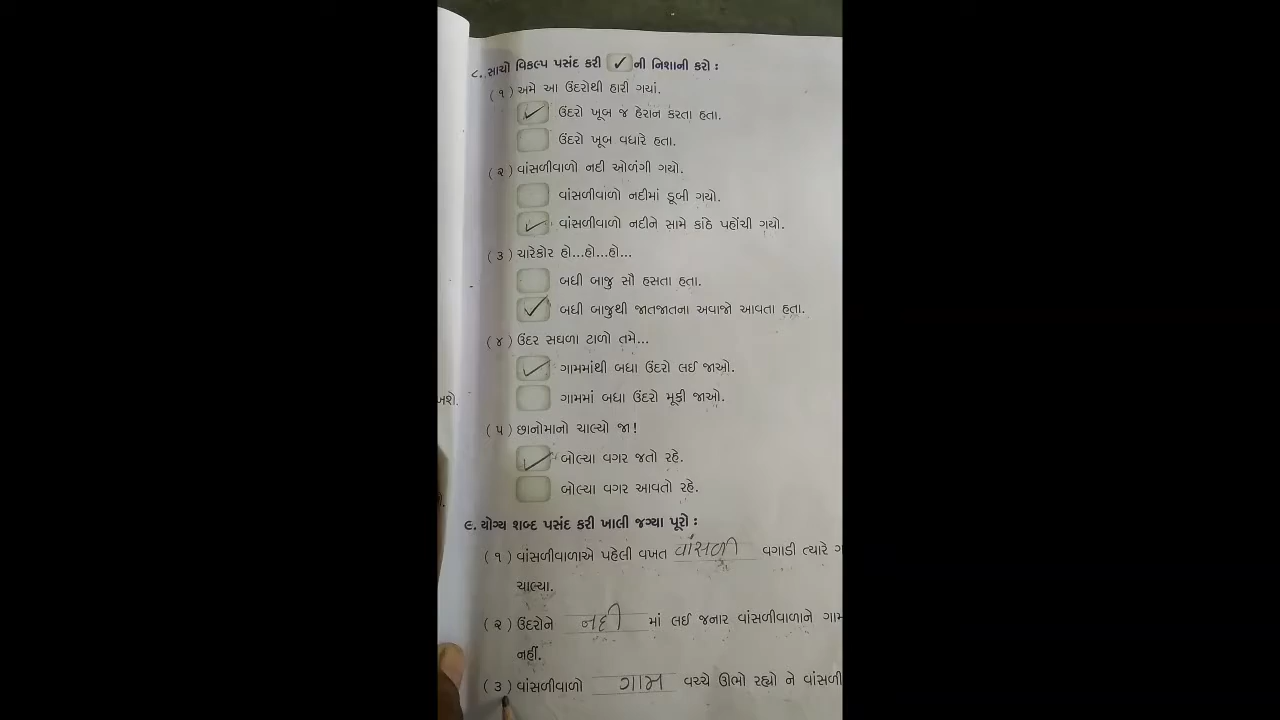 ૮. સાચો વિકલ્પ પસંદ કરી ✓ ની નિશાની કરો :
(૧) અમે આ ઉંદરોથી હારી ગયાં.
✓ ઉંદરો ખૂબ જ હેરાન કરતા હતા.
ઉંદરો ખૂબ વધારે હતા.
(૨) વાંસળીવાળો નદી ઓળંગી ગયો.
વાંસળીવાળો નદીમાં ડૂબી ગયો.
✓ વાંસળીવાળો નદીને સામે કાંઠે પહોંચી ગયો.
(૩) ચારેકોર હો...હો...હો...
બધી બાજુ સૌ હસતા હતા.
✓ બધી બાજુથી જાતજાતના અવાજો આવતા હતા.
(૪) ઉંદર સઘળા ટાળો તમે...
✓ ગામમાંથી બધા ઉંદરો લઈ જાઓ.
ગામમાં બધા ઉંદરો મૂકી જાઓ.
(૫) છાનોમાનો ચાલ્યો જા!
✓ બોલ્યા વગર જતો રહે.
બોલ્યા વગર આવતો રહે.
૯. યોગ્ય શબ્દ પસંદ કરી ખાલી જગ્યા પૂરો :
(૧) વાંસળીવાળાએ પહેલી વખત વાંસળી વગાડી ત્યારે
ચાલ્યા.
(૨) ઉંદરોને નદી માં લઈ જનાર વાંસળીવાળાને ગામ
નહીં.
(૩) વાંસળીવાળો ગામ વચ્ચે ઊભો રહ્યો ને વાંસળી